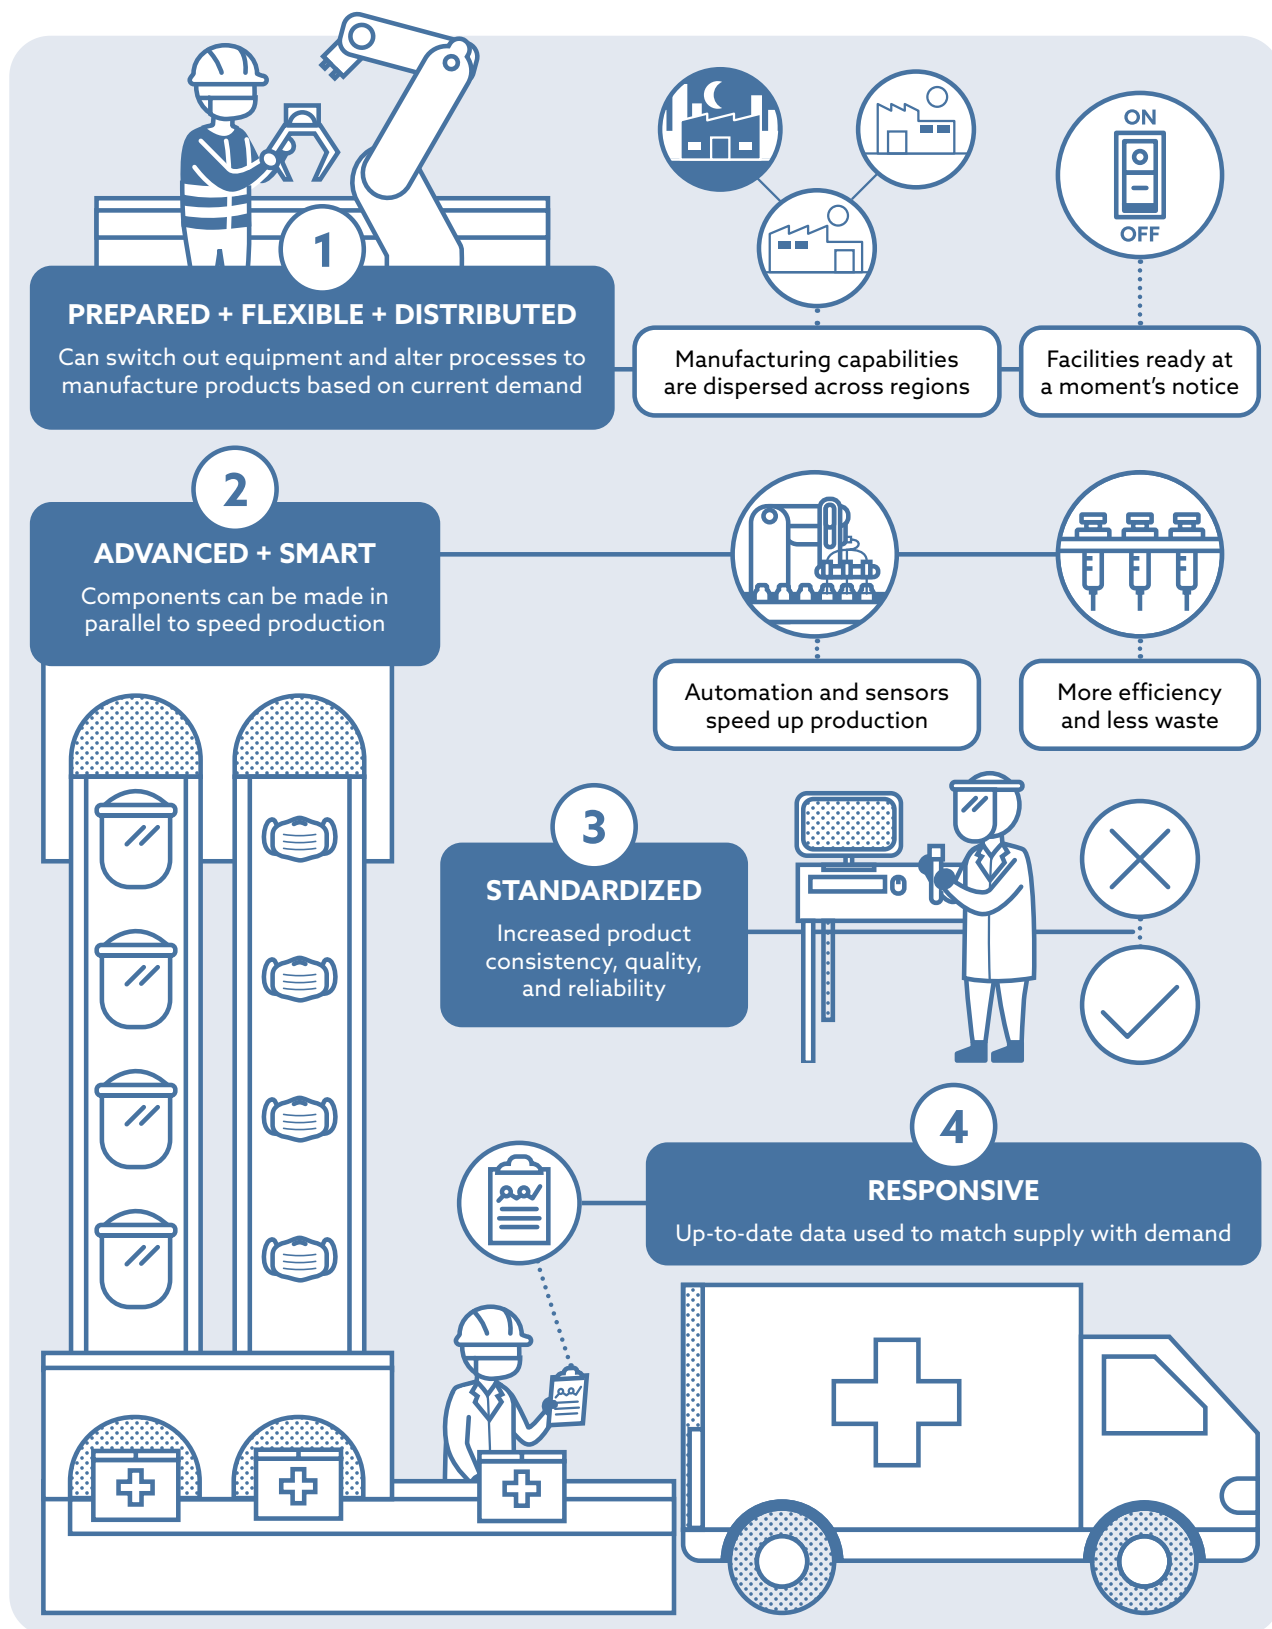 1
PREPARED + FLEXIBLE + DISTRIBUTED
Can switch out equipment and alter processes to
manufacture products based on current demand
Manufacturing capabilities
are dispersed across regions
ON
OFF
Facilities ready at
a moment’s notice
2
ADVANCED + SMART
Components can be made in
parallel to speed production
Automation and sensors
speed up production
More efficiency
and less waste
3
STANDARDIZED
Increased product
consistency, quality,
and reliability
4
RESPONSIVE
Up-to-date data used to match supply with demand